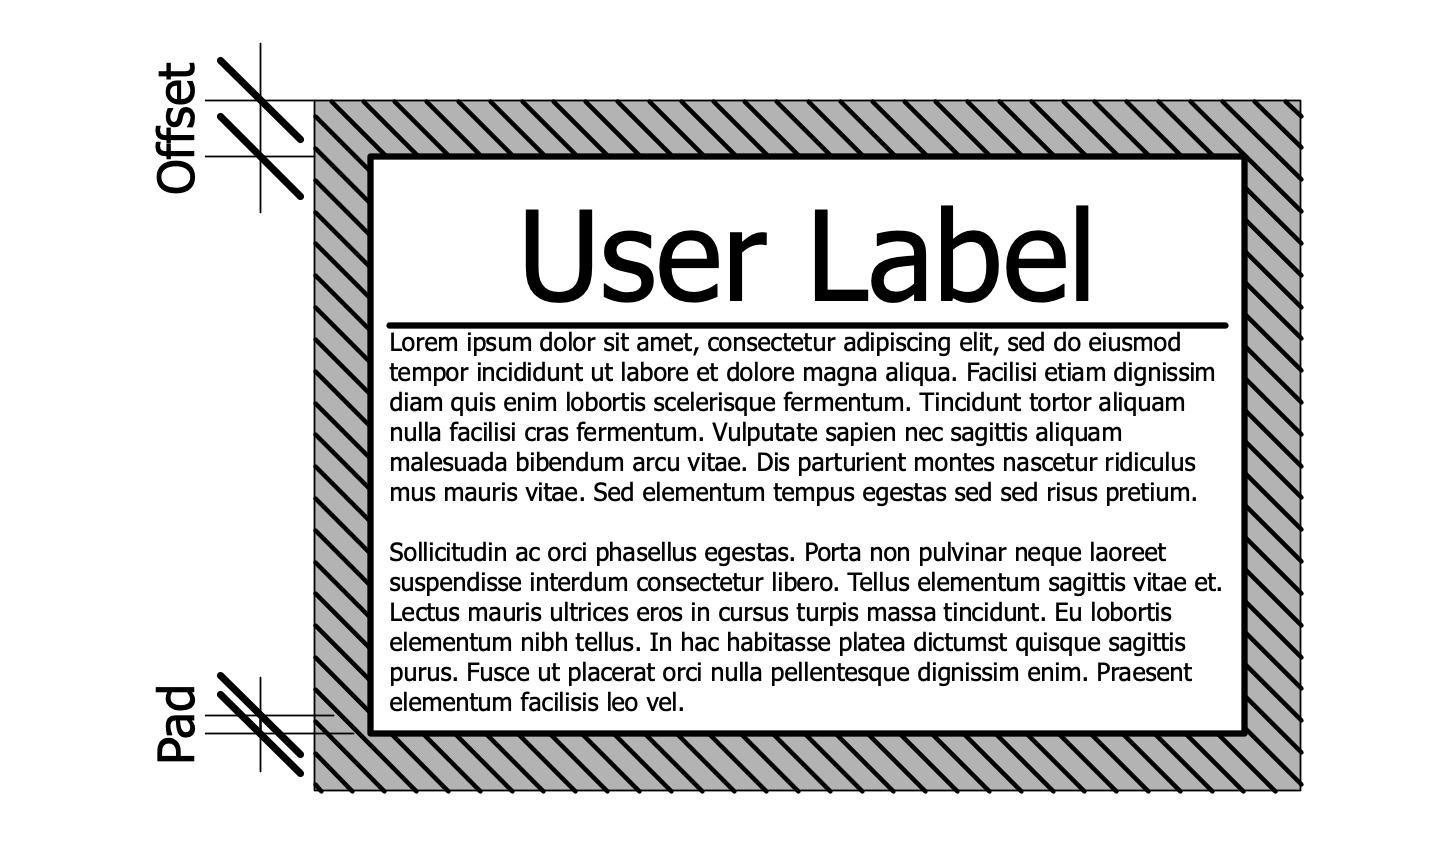 Offset
User Label
Lorem ipsum dolor sit amet, consectetur adipiscing elit, sed do eiusmod
tempor incididunt ut labore et dolore magna aliqua. Facilisi etiam dignissim
diam quis enim lobortis scelerisque fermentum. Tincidunt tortor aliquam
nulla facilisi cras fermentum. Vulputate sapien nec sagittis aliquam
malesuada bibendum arcu vitae. Dis parturient montes nascetur ridiculus
mus mauris vitae. Sed elementum tempus egestas sed sed risus pretium.
Sollicitudin ac orci phasellus egestas. Porta non pulvinar neque laoreet
suspendisse interdum consectetur libero. Tellus elementum sagittis vitae et.
Lectus mauris ultrices eros in cursus turpis massa tincidunt. Eu lobortis
elementum nibh tellus. In hac habitasse platea dictumst quisque sagittis
purus. Fusce ut placerat orci nulla pellentesque dignissim enim. Praesent
elementum facilisis leo vel.
Pad